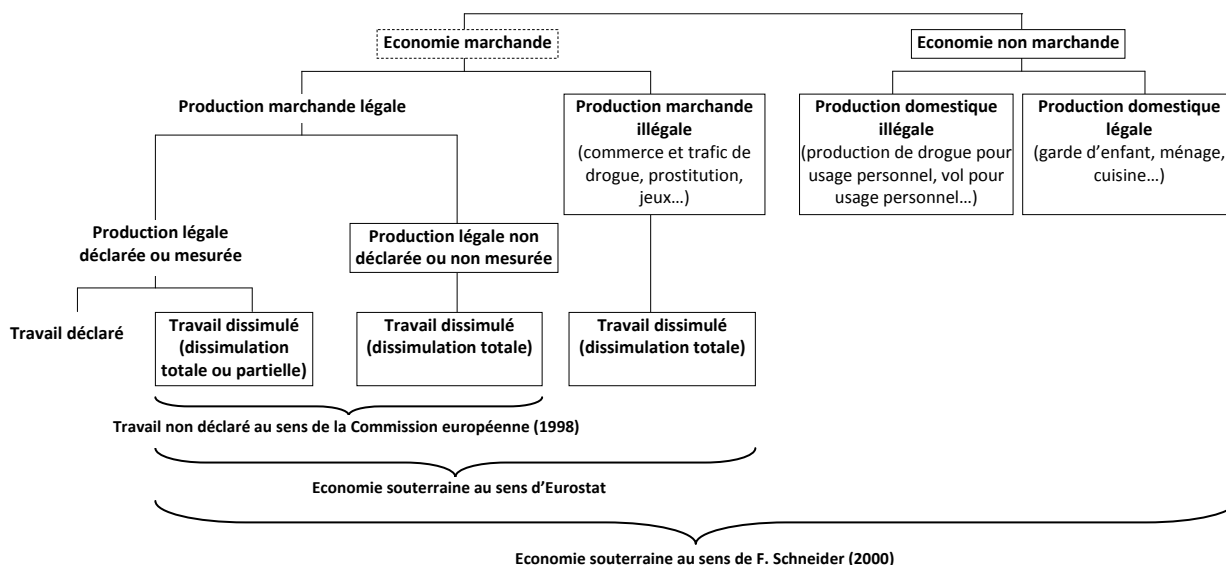 Economie marchande
Economie non marchande
Production marchande légale
Production marchande
illégale
(commerce et trafic de
drogue, prostitution,
jeux…)
Production domestique
illégale
(production de drogue pour
usage personnel, vol pour
usage personnel…)
Production domestique
légale
(garde d’enfant, ménage,
cuisine…)
Production légale
déclarée ou mesurée
Production légale non
déclarée ou non mesurée
Travail déclaré
Travail dissimulé
(dissimulation
totale ou partielle)
Travail dissimulé
(dissimulation totale)
Travail dissimulé
(dissimulation totale)
Travail non déclaré au sens de la Commission européenne (1998)
Economie souterraine au sens d’Eurostat
Economie souterraine au sens de F. Schneider (2000)